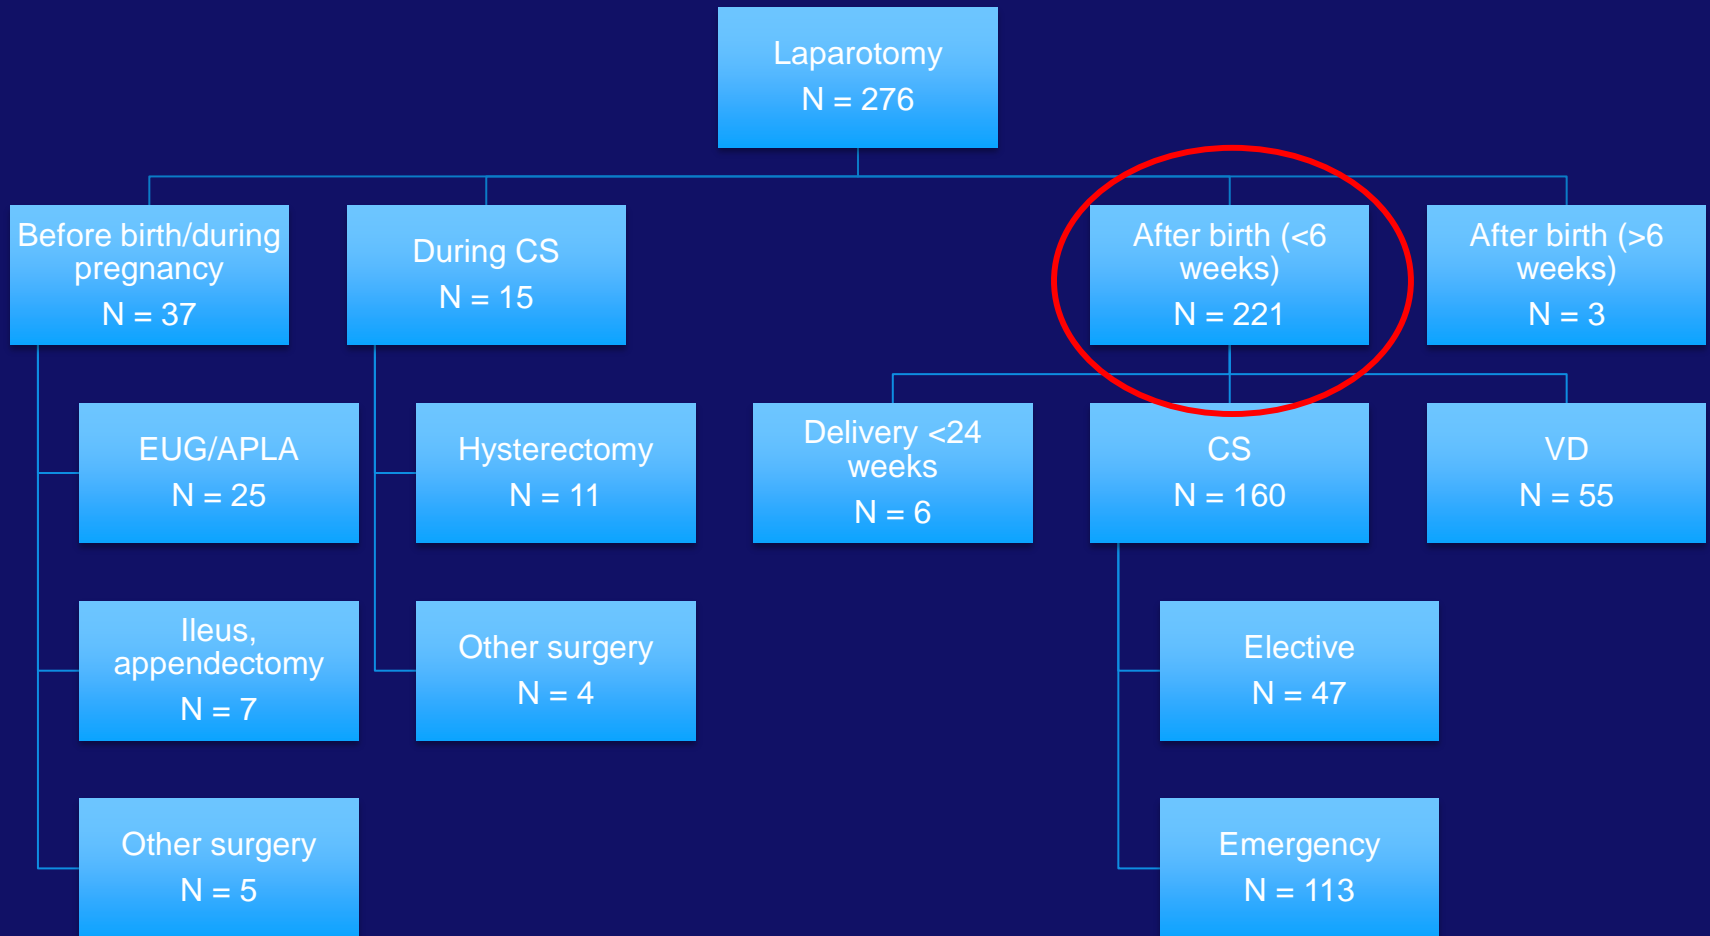 Laparotomy
N = 276
Before birth/during
pregnancy
N = 37
During CS
N = 15
After birth (<6
weeks)
N = 221
After birth (>6
weeks)
N = 3
EUG/APLA
N = 25
Hysterectomy
N = 11
Delivery <24
weeks
N = 6
CS
N = 160
VD
N = 55
Ileus,
appendectomy
N = 7
Other surgery
N = 4
Elective
N = 47
Other surgery
N = 5
Emergency
N = 113